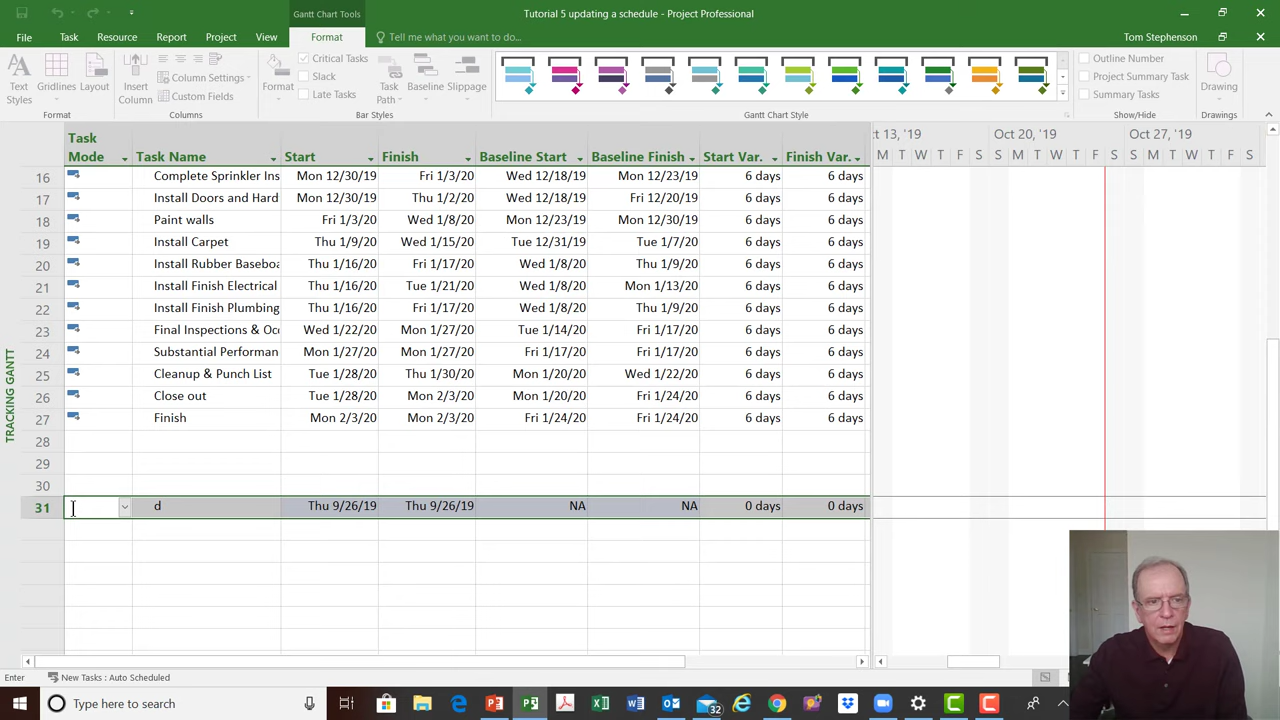 Gantt Chart Tools
Tutorial 5 updating a schedule - Project Professional
File Task Resource Report Project View Format Tell me what you want to do... Tom Stephenson
Text Styles
Gridlines
Layout
Format
Insert Column
Column Settings
Custom Fields
Columns
Format
Critical Tasks
Slack
Late Tasks
Task Path
Baseline
Slippage
Bar Styles
Gantt Chart Style
Outline Number
Project Summary Task
Summary Tasks
Show/Hide
Drawing
Drawings
Task Mode Task Name Start Finish Baseline Start Baseline Finish Start Var. Finish Var.
ct 13, '19 Oct 20, '19 Oct 27, '19
M T W T F S S M T W T F S S M T W T F S
16 Complete Sprinkler Ins Mon 12/30/19 Fri 1/3/20 Wed 12/18/19 Mon 12/23/19 6 days 6 days
17 Install Doors and Hard Mon 12/30/19 Thu 1/2/20 Wed 12/18/19 Fri 12/20/19 6 days 6 days
18 Paint walls Fri 1/3/20 Wed 1/8/20 Mon 12/23/19 Mon 12/30/19 6 days 6 days
19 Install Carpet Thu 1/9/20 Wed 1/15/20 Tue 12/31/19 Tue 1/7/20 6 days 6 days
20 Install Rubber Baseboa Thu 1/16/20 Fri 1/17/20 Wed 1/8/20 Thu 1/9/20 6 days 6 days
21 Install Finish Electrical Thu 1/16/20 Tue 1/21/20 Wed 1/8/20 Mon 1/13/20 6 days 6 days
22 Install Finish Plumbing Thu 1/16/20 Fri 1/17/20 Wed 1/8/20 Thu 1/9/20 6 days 6 days
23 Final Inspections & Occ Wed 1/22/20 Mon 1/27/20 Tue 1/14/20 Fri 1/17/20 6 days 6 days
24 Substantial Performan Mon 1/27/20 Mon 1/27/20 Fri 1/17/20 Fri 1/17/20 6 days 6 days
25 Cleanup & Punch List Tue 1/28/20 Thu 1/30/20 Mon 1/20/20 Wed 1/22/20 6 days 6 days
26 Close out Tue 1/28/20 Mon 2/3/20 Mon 1/20/20 Fri 1/24/20 6 days 6 days
27 Finish Mon 2/3/20 Mon 2/3/20 Fri 1/24/20 Fri 1/24/20 6 days 6 days
28
29
30
31 d Thu 9/26/19 Thu 9/26/19 NA NA 0 days 0 days
TRACKING GANTT
Enter New Tasks : Auto Scheduled
Type here to search
32